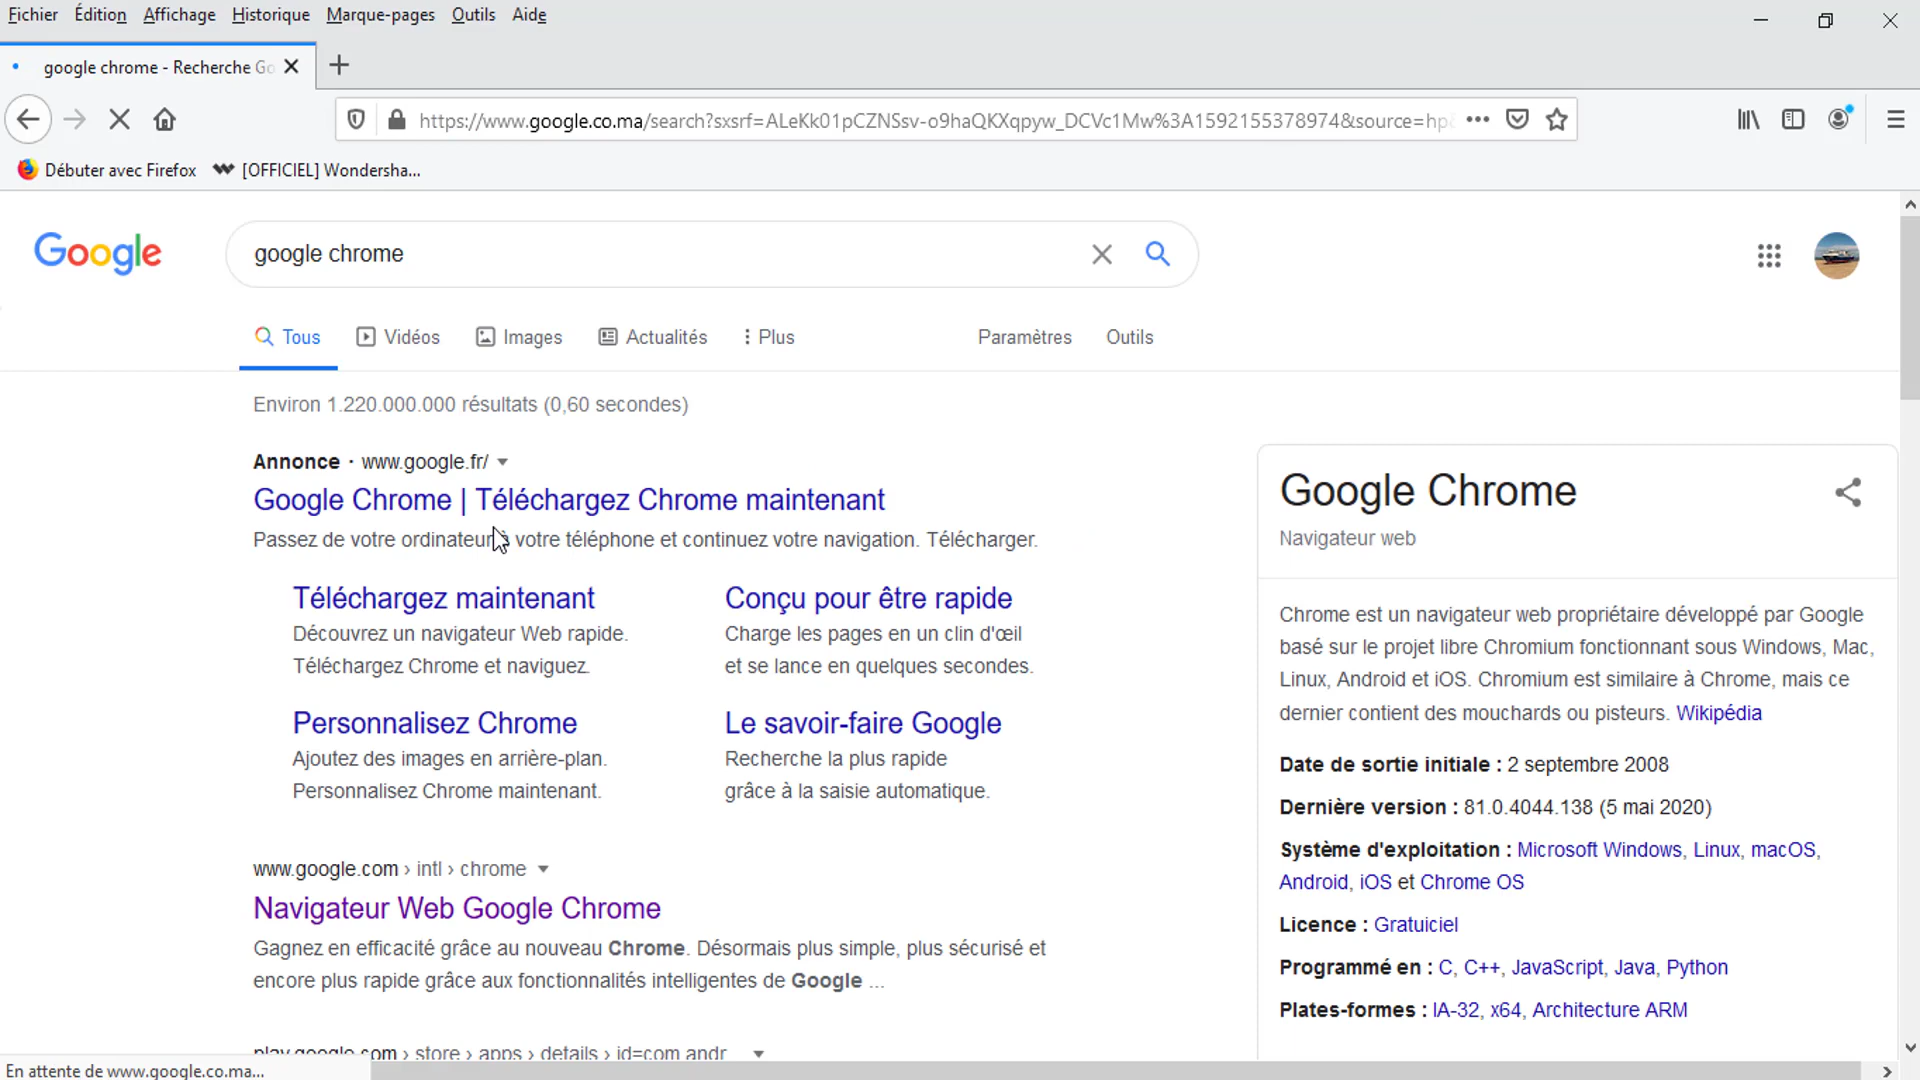 Fichier Édition Affichage Historique Marque-pages Outils Aide
google chrome - Recherche Go
https://www.google.co.ma/search?sxsrf=ALeKk01pCZNSsv-o9haQKXqpyw_DCVc1Mw%3A1592155378974&source=hp
Débuter avec Firefox [OFFICIEL] Wondersha...
Google google chrome
Tous Vidéos Images Actualités Plus Paramètres Outils
Environ 1.220.000.000 résultats (0,60 secondes)
Annonce · www.google.fr/
Google Chrome | Téléchargez Chrome maintenant
Passez de votre ordinateur à votre téléphone et continuez votre navigation. Télécharger.
Téléchargez maintenant
Découvrez un navigateur Web rapide.
Téléchargez Chrome et naviguez.
Conçu pour être rapide
Charge les pages en un clin d'œil
et se lance en quelques secondes.
Personnalisez Chrome
Ajoutez des images en arrière-plan.
Personnalisez Chrome maintenant.
Le savoir-faire Google
Recherche la plus rapide
grâce à la saisie automatique.
www.google.com › intl › chrome
Navigateur Web Google Chrome
Gagnez en efficacité grâce au nouveau Chrome. Désormais plus simple, plus sécurisé et
encore plus rapide grâce aux fonctionnalités intelligentes de Google ...
play.google.com › store › apps › details › id=com.andr
Google Chrome
Navigateur web
Chrome est un navigateur web propriétaire développé par Google
basé sur le projet libre Chromium fonctionnant sous Windows, Mac,
Linux, Android et iOS. Chromium est similaire à Chrome, mais ce
dernier contient des mouchards ou pisteurs. Wikipédia
Date de sortie initiale : 2 septembre 2008
Dernière version : 81.0.4044.138 (5 mai 2020)
Système d'exploitation : Microsoft Windows, Linux, macOS,
Android, iOS et Chrome OS
Licence : Gratuiciel
Programmé en : C, C++, JavaScript, Java, Python
Plates-formes : IA-32, x64, Architecture ARM
En attente de www.google.co.ma...